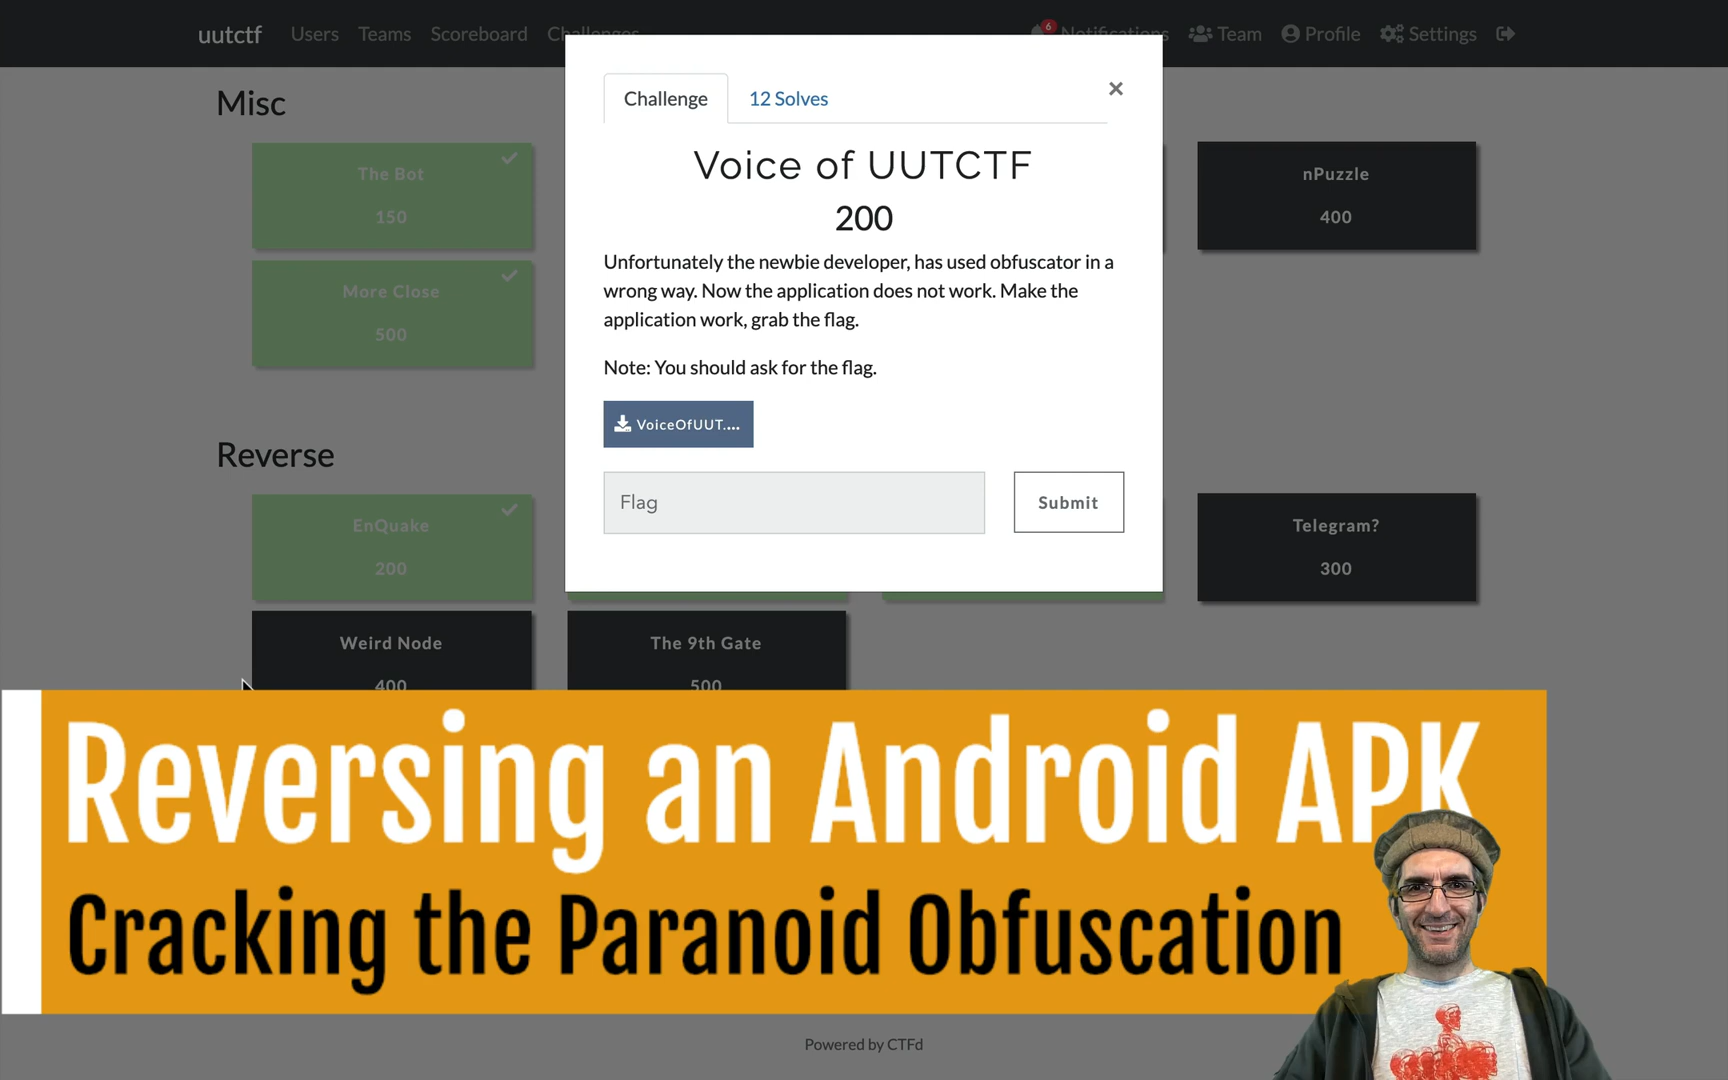 uutctf Users Teams Scoreboard Challenges 6 Notifications Team Profile Settings
Misc
Challenge 12 Solves ×
Voice of UUTCTF
200
Unfortunately the newbie developer, has used obfuscator in a
wrong way. Now the application does not work. Make the
application work, grab the flag.
Note: You should ask for the flag.
VoiceOfUUT....
Flag
Submit
The Bot
150
nPuzzle
400
More Close
500
Reverse
EnQuake
200
Telegram?
300
Weird Node
400
The 9th Gate
500
Reversing an Android APK
Cracking the Paranoid Obfuscation
Powered by CTFd